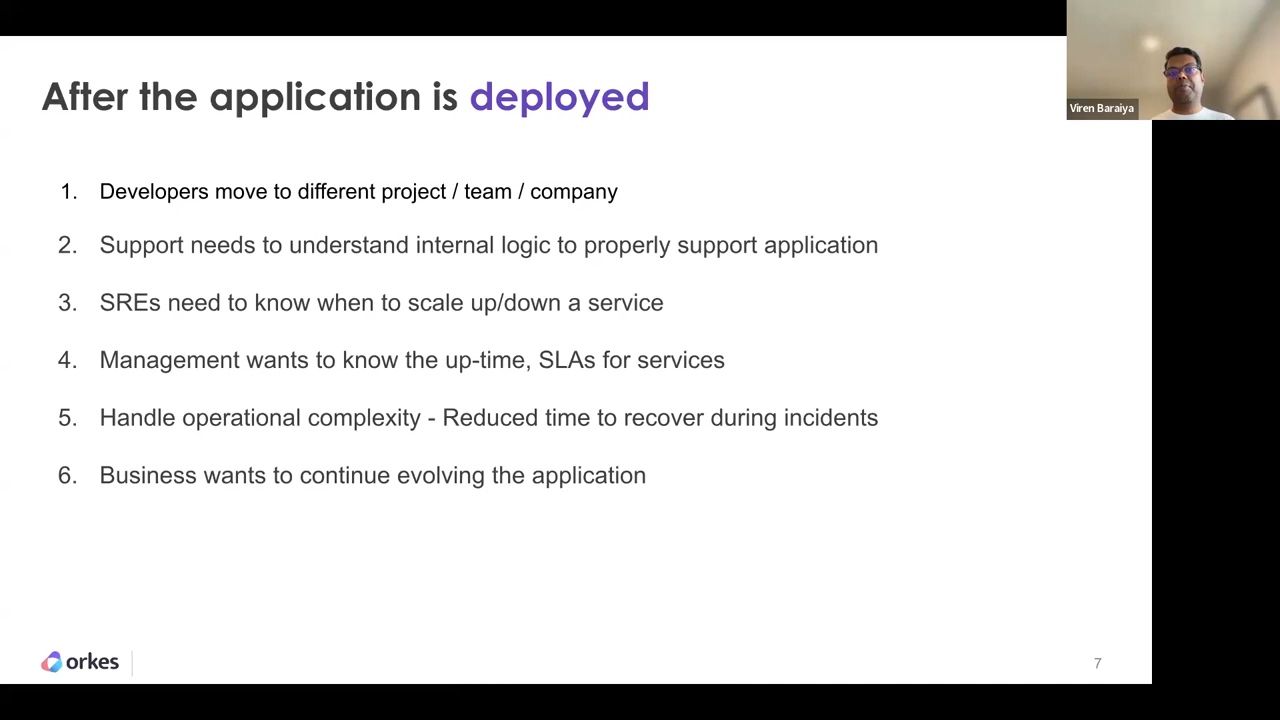 After the application is deployed
Viren Baraiya
1. Developers move to different project / team / company
2. Support needs to understand internal logic to properly support application
3. SREs need to know when to scale up/down a service
4. Management wants to know the up-time, SLAs for services
5. Handle operational complexity - Reduced time to recover during incidents
6. Business wants to continue evolving the application
orkes
7